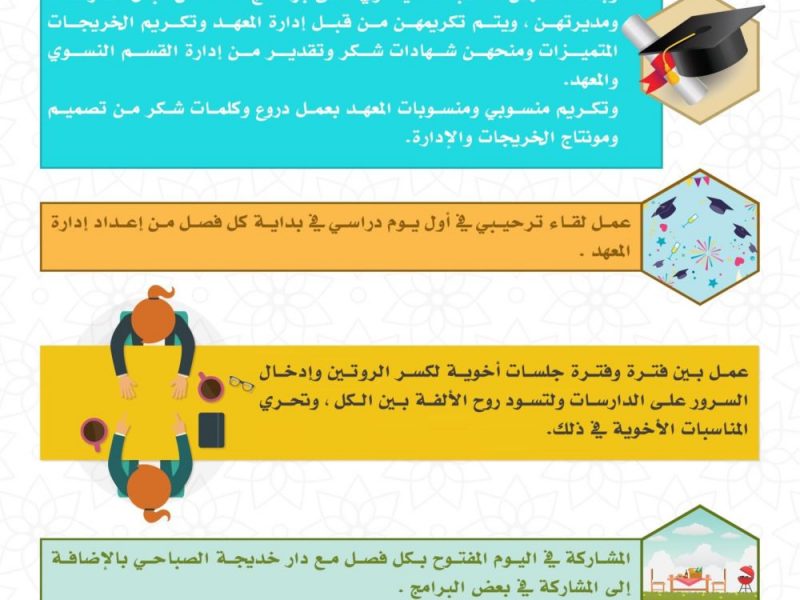 ومديرتهن ، ويتم تكريمهن من قبل إدارة المعهد وتكريم الخريجات
المتميزات ومنحهن شهادات شكر وتقدير من إدارة القسم النسوي
والمعهد.
وتكريم منسوبي ومنسوبات المعهد بعمل دروع وكلمات شكر من تصميم
ومونتاج الخريجات والإدارة.
عمل لقاء ترحيبي في أول يوم دراسي في بداية كل فصل من إعداد إدارة
المعهد .
عمل بين فترة وفترة جلسات أخوية لكسر الروتين وإدخال
السرور على الدارسات ولتسود روح الألفة بين الكل ، وتحري
المناسبات الأخوية في ذلك.
المشاركة في اليوم المفتوح بكل فصل مع دار خديجة الصباحي بالإضافة
إلى المشاركة في بعض البرامج .